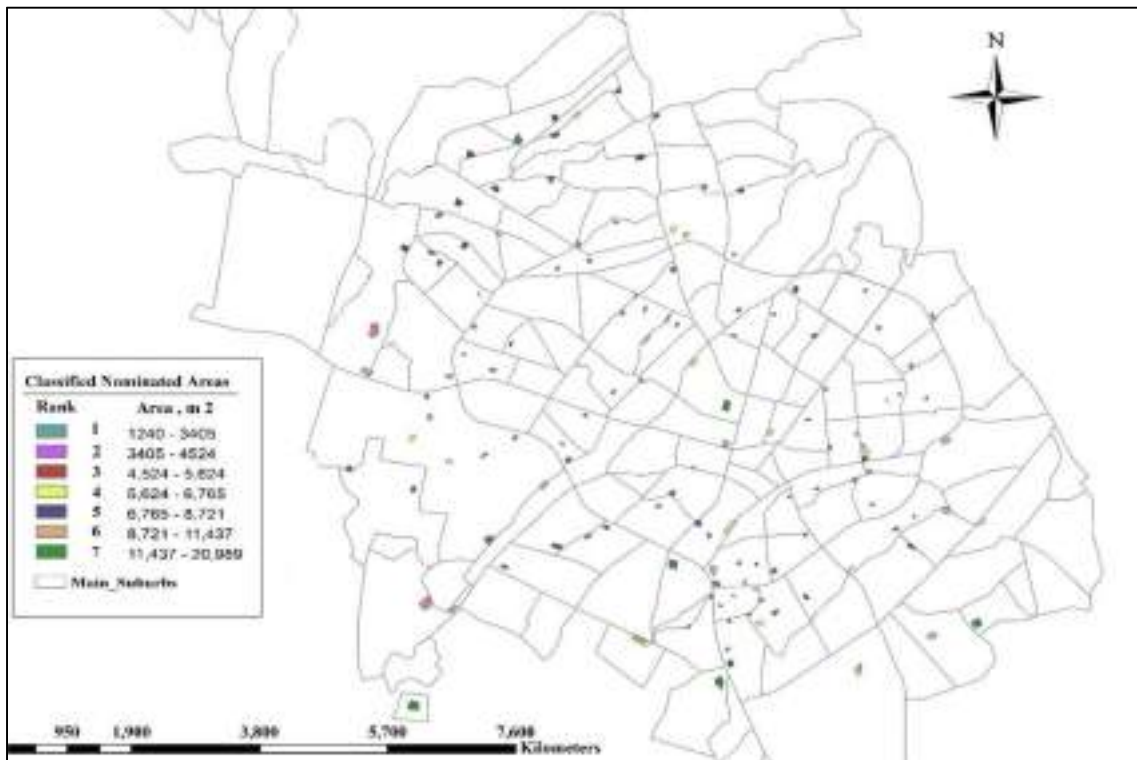 N
Classified Nominated Areas
Rank Area , m 2
1 1240 - 3405
2 3405 - 4524
3 4,524 - 5,624
4 5,624 - 6,765
5 6,765 - 8,721
6 8,721 - 11,437
7 11,437 - 20,989
Main_Suburbs
950 1,900 3,800 5,700 7,600
Kilometers